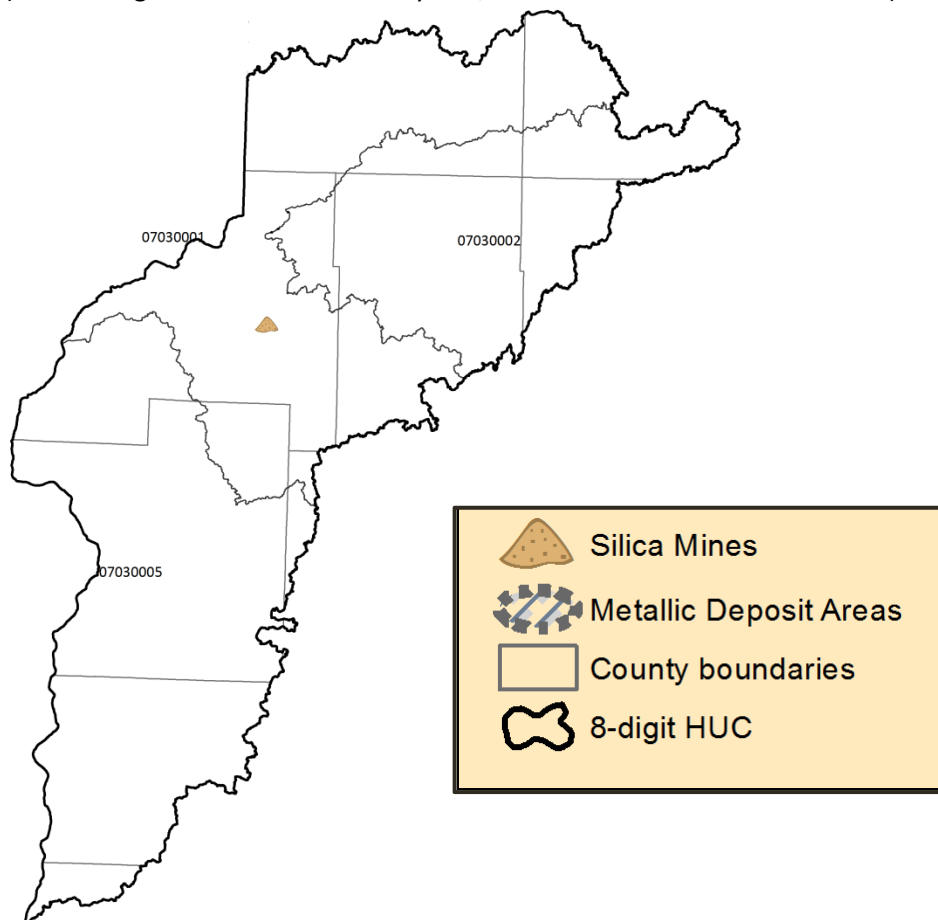 07030001
07030002
07030005
Silica Mines
Metallic Deposit Areas
County boundaries
8-digit HUC